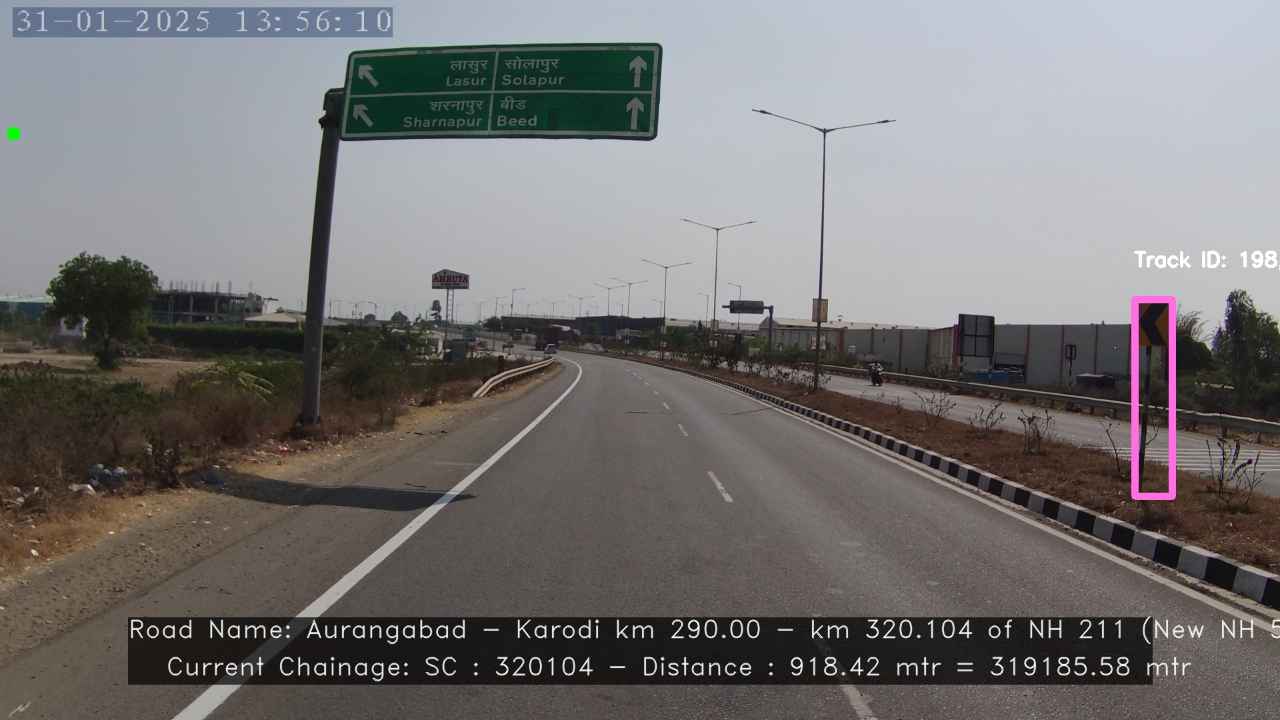 31-01-2025 13:56:10
लासुर सोलापुर
Lasur Solapur
शरनापुर बीड
Sharnapur Beed
AMRUTA
Track ID: 198
Road Name: Aurangabad - Karodi km 290.00 - km 320.104 of NH 211 (New NH 5
Current Chainage: SC : 320104 - Distance : 918.42 mtr = 319185.58 mtr